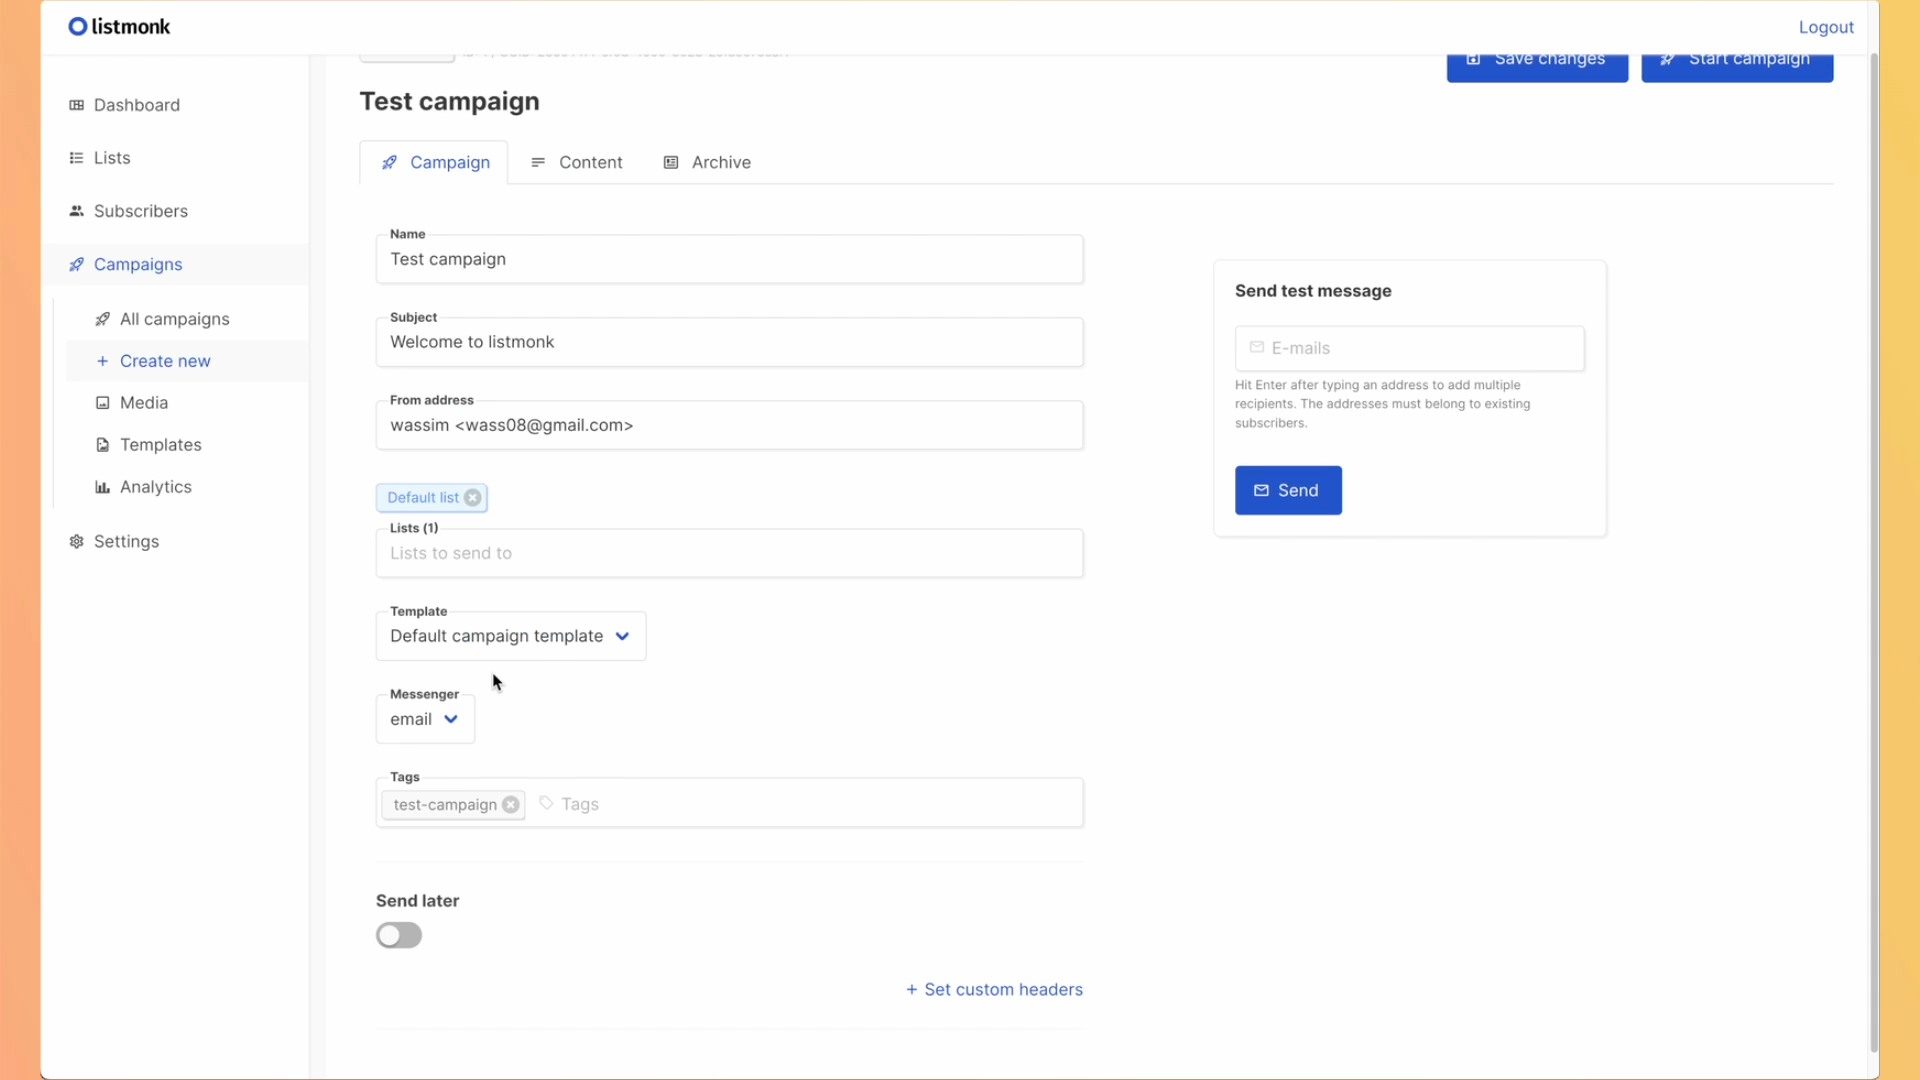 listmonk
Logout
Save changes
Start campaign
Test campaign
Campaign
Content
Archive
Dashboard
Lists
Subscribers
Campaigns
All campaigns
+ Create new
Media
Templates
Analytics
Settings
Name
Test campaign
Subject
Welcome to listmonk
From address
wassim <wass08@gmail.com>
Default list
Lists (1)
Lists to send to
Template
Default campaign template
Messenger
email
Tags
test-campaign
Tags
Send later
+ Set custom headers
Send test message
E-mails
Hit Enter after typing an address to add multiple
recipients. The addresses must belong to existing
subscribers.
Send